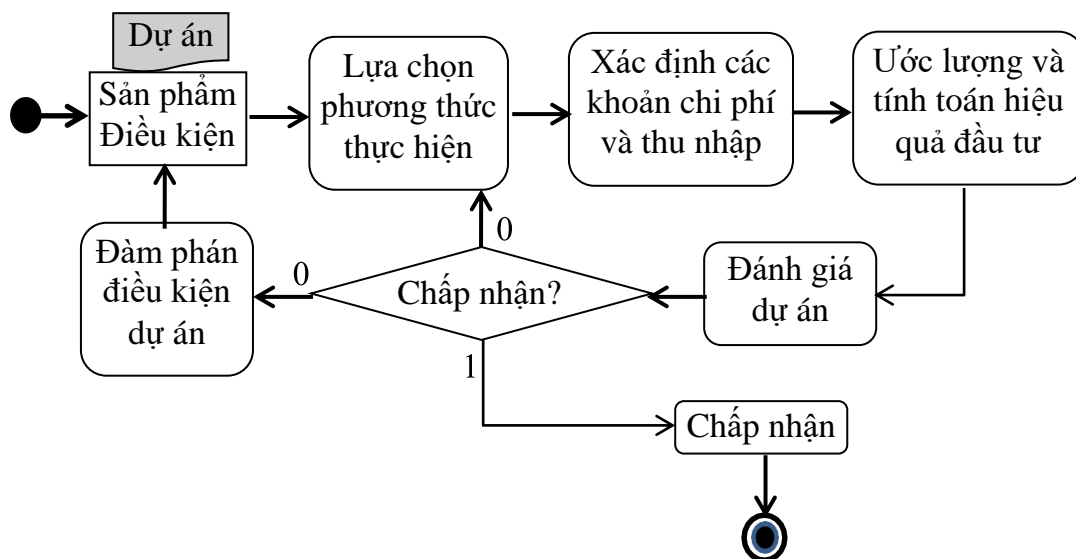 Dự án
Sản phẩm
Điều kiện
Lựa chọn
phương thức
thực hiện
Xác định các
khoản chi phí
và thu nhập
Ước lượng và
tính toán hiệu
quả đầu tư
Đàm phán
điều kiện
dự án
0
0
Chấp nhận?
1
Đánh giá
dự án
Chấp nhận